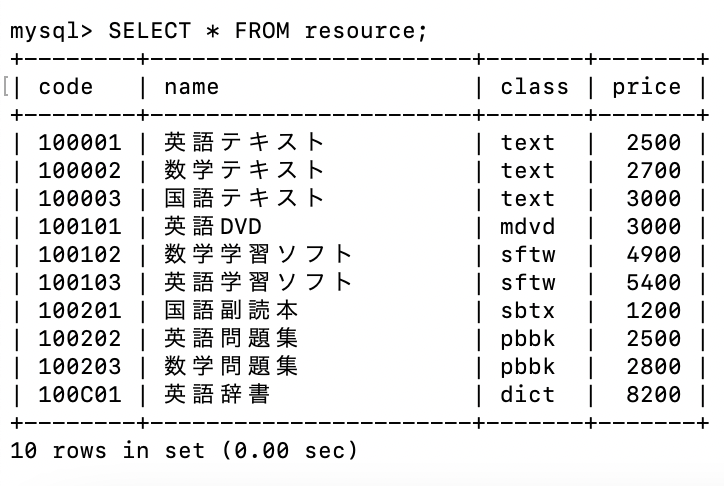 mysql> SELECT * FROM resource;
+--------+-----------------------+-------+-------+
| code   | name                  | class | price |
+--------+-----------------------+-------+-------+
| 100001 | 英語テキスト | text  |  2500 |
| 100002 | 数学テキスト | text  |  2700 |
| 100003 | 国語テキスト | text  |  3000 |
| 100101 | 英語DVD | mdvd  |  3000 |
| 100102 | 数学学習ソフト | sftw  |  4900 |
| 100103 | 英語学習ソフト | sftw  |  5400 |
| 100201 | 国語副読本 | sbtx  |  1200 |
| 100202 | 英語問題集 | pbbk  |  2500 |
| 100203 | 数学問題集 | pbbk  |  2800 |
| 100C01 | 英語辞書 | dict  |  8200 |
+--------+-----------------------+-------+-------+
10 rows in set (0.00 sec)